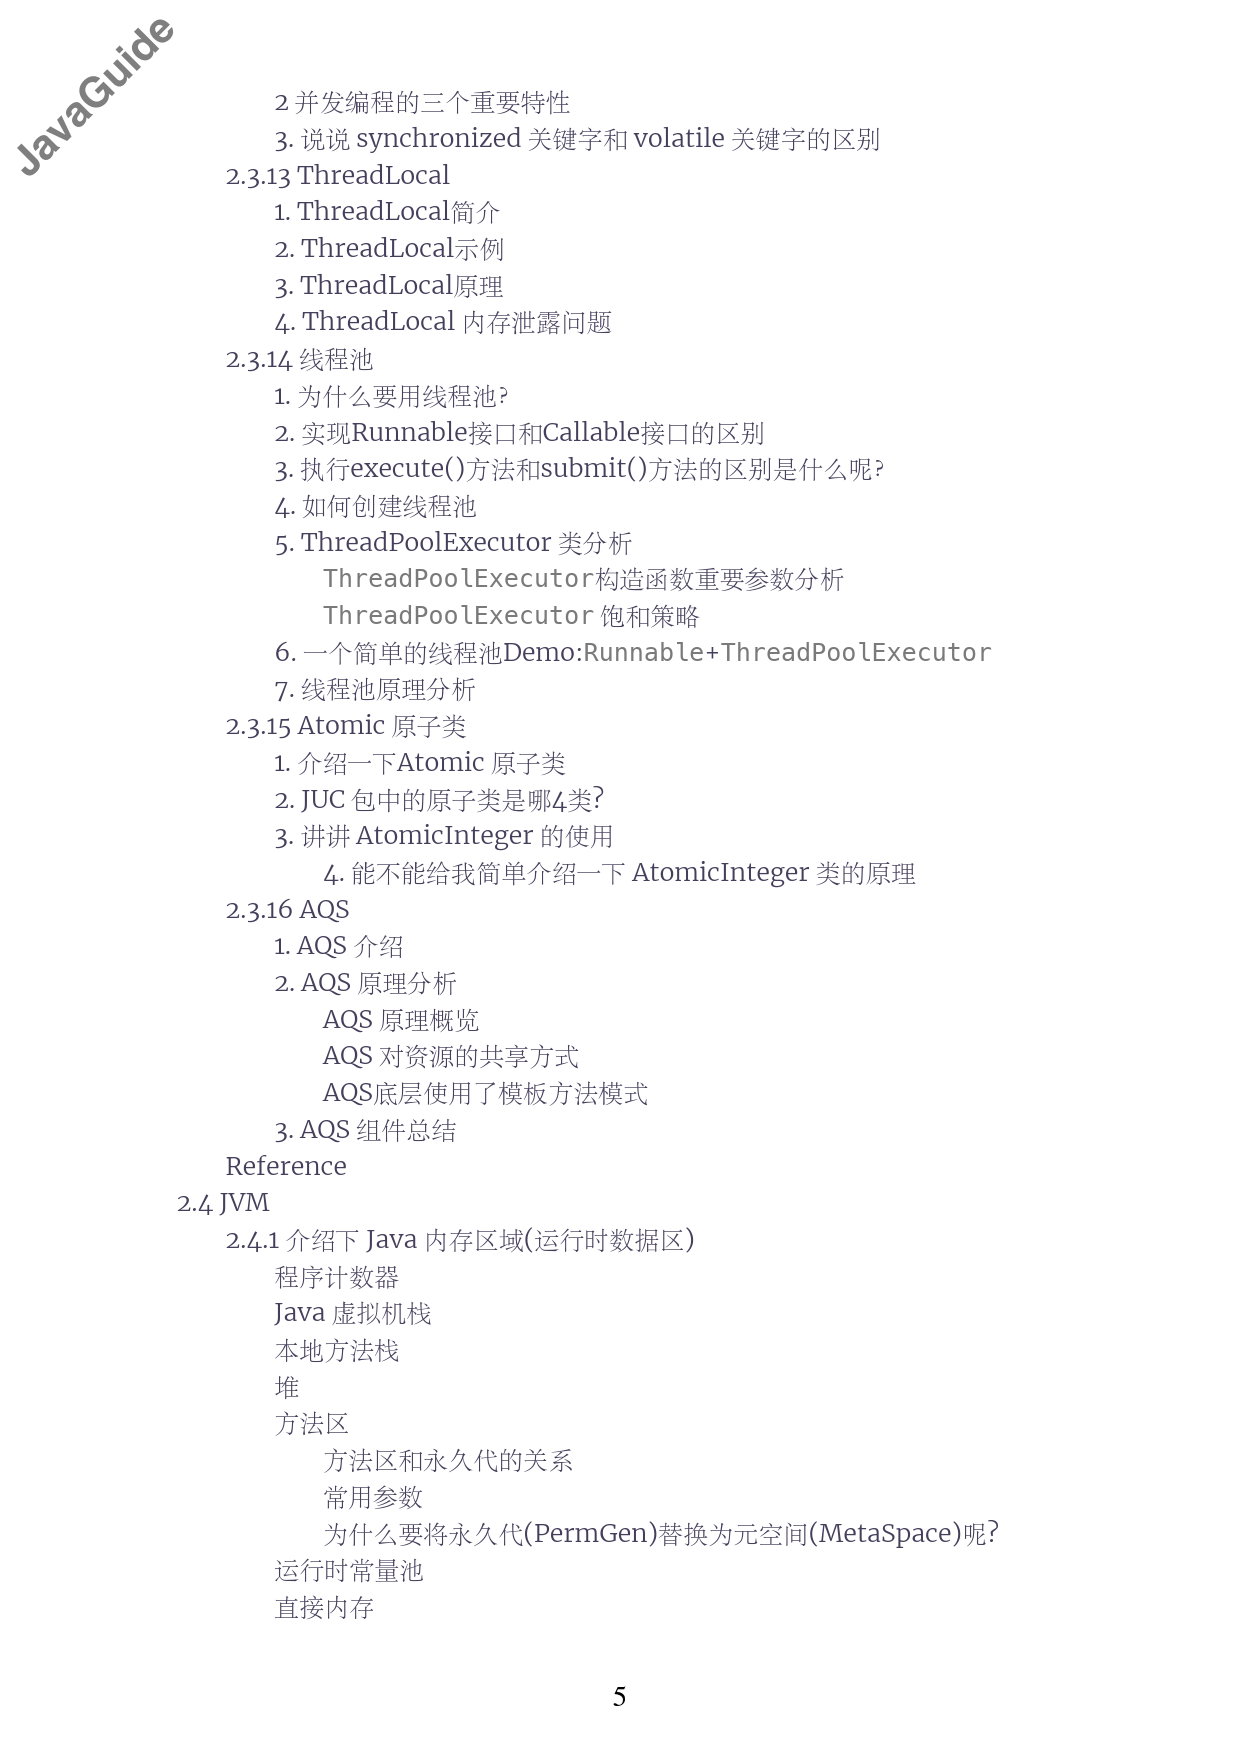 JavaGuide
2 并发编程的三个重要特性
3. 说说 synchronized 关键字和 volatile 关键字的区别
2.3.13 ThreadLocal
1. ThreadLocal简介
2. ThreadLocal示例
3. ThreadLocal原理
4. ThreadLocal 内存泄露问题
2.3.14 线程池
1. 为什么要用线程池?
2. 实现Runnable接口和Callable接口的区别
3. 执行execute()方法和submit()方法的区别是什么呢?
4. 如何创建线程池
5. ThreadPoolExecutor 类分析
ThreadPoolExecutor构造函数重要参数分析
ThreadPoolExecutor 饱和策略
6. 一个简单的线程池Demo:Runnable+ThreadPoolExecutor
7. 线程池原理分析
2.3.15 Atomic 原子类
1. 介绍一下Atomic 原子类
2. JUC 包中的原子类是哪4类?
3. 讲讲 AtomicInteger 的使用
4. 能不能给我简单介绍一下 AtomicInteger 类的原理
2.3.16 AQS
1. AQS 介绍
2. AQS 原理分析
AQS 原理概览
AQS 对资源的共享方式
AQS底层使用了模板方法模式
3. AQS 组件总结
Reference
2.4 JVM
2.4.1 介绍下 Java 内存区域(运行时数据区)
程序计数器
Java 虚拟机栈
本地方法栈
堆
方法区
方法区和永久代的关系
常用参数
为什么要将永久代(PermGen)替换为元空间(MetaSpace)呢?
运行时常量池
直接内存
5